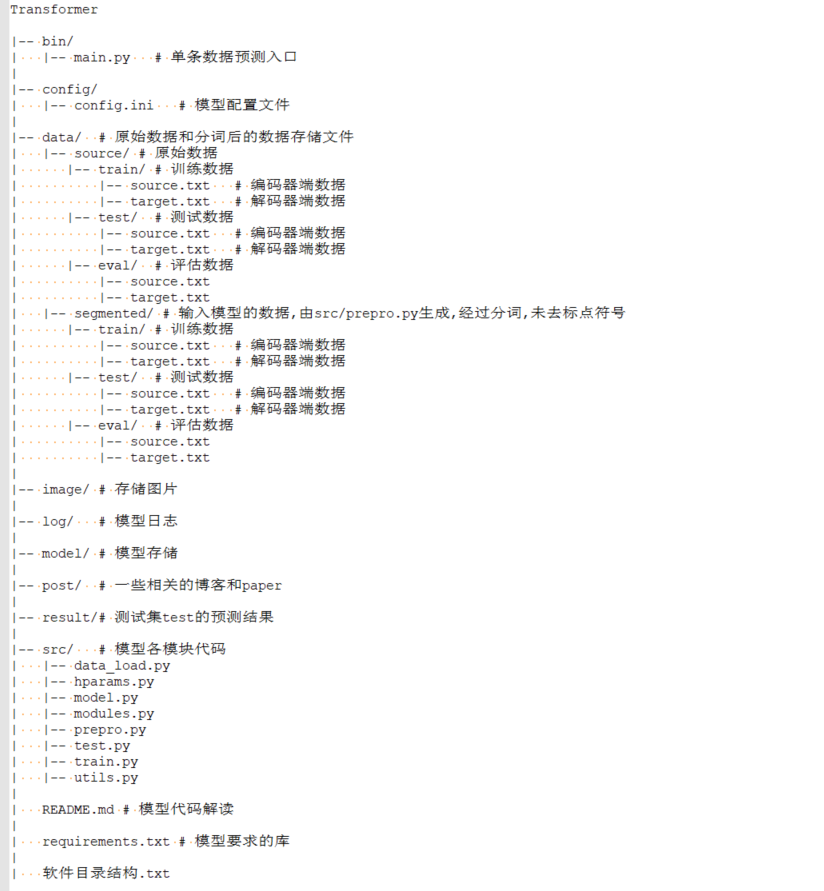 Transformer
|-- bin/
|   |-- main.py   # 单条数据预测入口
|
|-- config/
|   |-- config.ini   # 模型配置文件
|
|-- data/  # 原始数据和分词后的数据存储文件
|   |-- source/ # 原始数据
|      |-- train/ # 训练数据
|          |-- source.txt   # 编码器端数据
|          |-- target.txt   # 解码器端数据
|      |-- test/  # 测试数据
|          |-- source.txt   # 编码器端数据
|          |-- target.txt   # 解码器端数据
|      |-- eval/  # 评估数据
|          |-- source.txt
|          |-- target.txt
|   |-- segmented/ # 输入模型的数据,由src/prepro.py生成,经过分词,未去标点符号
|      |-- train/ # 训练数据
|          |-- source.txt   # 编码器端数据
|          |-- target.txt   # 解码器端数据
|      |-- test/  # 测试数据
|          |-- source.txt   # 编码器端数据
|          |-- target.txt   # 解码器端数据
|      |-- eval/  # 评估数据
|          |-- source.txt
|          |-- target.txt
|
|-- image/ # 存储图片
|
|-- log/   # 模型日志
|
|-- model/ # 模型存储
|
|-- post/  # 一些相关的博客和paper
|
|-- result/# 测试集test的预测结果
|
|-- src/   # 模型各模块代码
|   |-- data_load.py
|   |-- hparams.py
|   |-- model.py
|   |-- modules.py
|   |-- prepro.py
|   |-- test.py
|   |-- train.py
|   |-- utils.py
|
|   README.md # 模型代码解读
|
|   requirements.txt # 模型要求的库
|
|   软件目录结构.txt